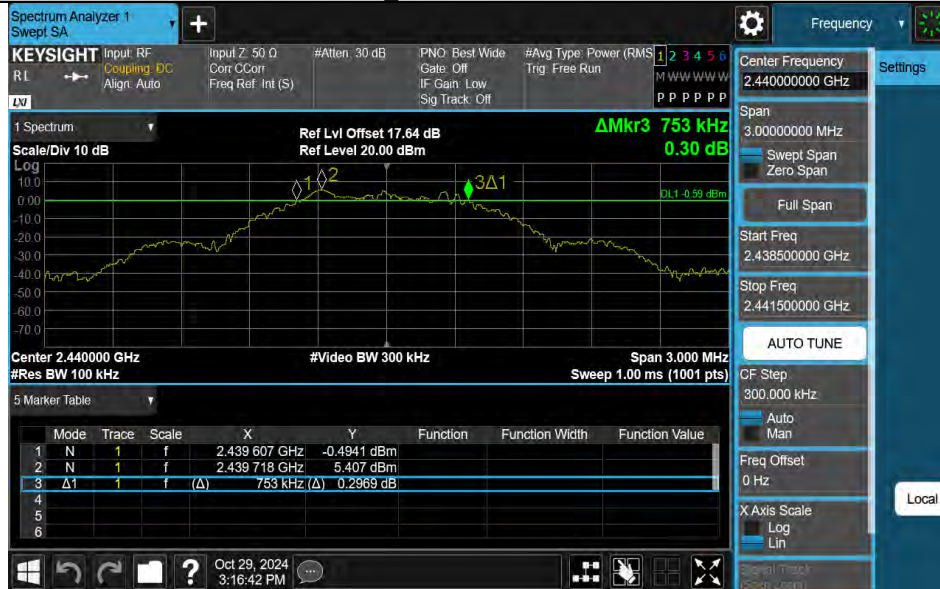 Spectrum Analyzer 1
Swept SA
+
Frequency
KEYSIGHT
RL
LXI
Input: RF
Coupling: DC
Align: Auto
Input Z: 50 Ω
Corr CCorr
Freq Ref: Int (S)
#Atten: 30 dB
PNO: Best Wide
Gate: Off
IF Gain: Low
Sig Track: Off
#Avg Type: Power (RMS
Trig: Free Run
1 2 3 4 5 6
M W W W W W
P P P P P P
1 Spectrum
Scale/Div 10 dB
Ref Lvl Offset 17.64 dB
Ref Level 20.00 dBm
ΔMkr3 753 kHz
0.30 dB
Log
10.0
0.00
-10.0
-20.0
-30.0
-40.0
-50.0
-60.0
-70.0
1
2
3Δ1
DL1 -0.59 dBm
Center 2.440000 GHz
#Video BW 300 kHz
Span 3.000 MHz
#Res BW 100 kHz
Sweep 1.00 ms (1001 pts)
5 Marker Table
Mode Trace Scale X Y Function Function Width Function Value
1 N 1 f 2.439 607 GHz -0.4941 dBm
2 N 1 f 2.439 718 GHz 5.407 dBm
3 Δ1 1 f (Δ) 753 kHz (Δ) 0.2969 dB
4
5
6
?
Oct 29, 2024
3:16:42 PM
Center Frequency
2.440000000 GHz
Settings
Span
3.00000000 MHz
Swept Span
Zero Span
Full Span
Start Freq
2.438500000 GHz
Stop Freq
2.441500000 GHz
AUTO TUNE
CF Step
300.000 kHz
Auto
Man
Freq Offset
0 Hz
Local
X Axis Scale
Log
Lin
Signal Track
(Span Zoom)